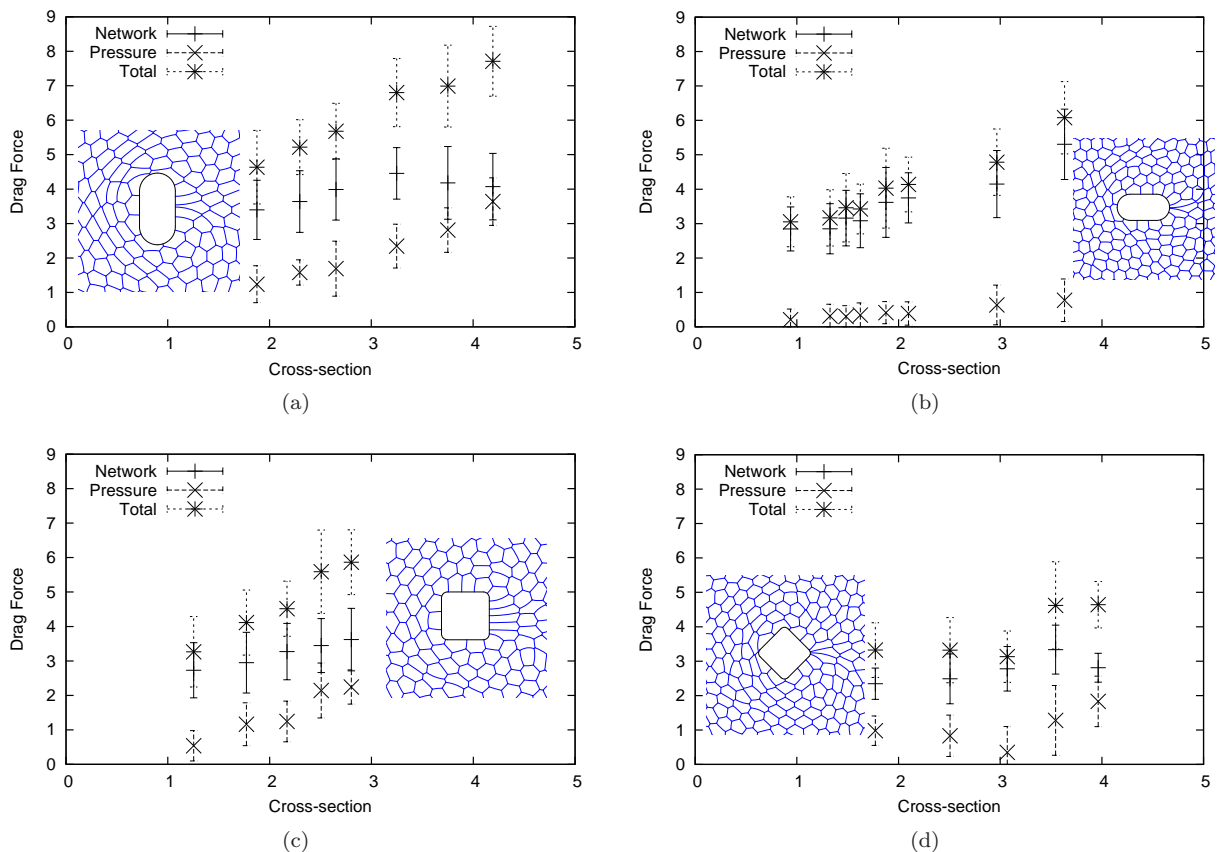 9
8
7
6
5
4
3
2
1
0
Drag Force
Network
Pressure
Total
0 1 2 3 4 5
Cross-section
(a)
9
8
7
6
5
4
3
2
1
0
Drag Force
Network
Pressure
Total
0 1 2 3 4 5
Cross-section
(b)
9
8
7
6
5
4
3
2
1
0
Drag Force
Network
Pressure
Total
0 1 2 3 4 5
Cross-section
(c)
9
8
7
6
5
4
3
2
1
0
Drag Force
Network
Pressure
Total
0 1 2 3 4 5
Cross-section
(d)